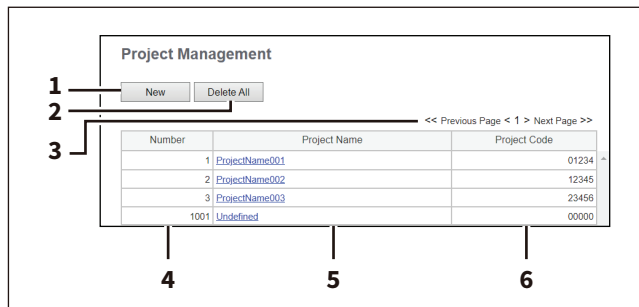 Project Management
1 New Delete All
2
<< Previous Page < 1 > Next Page >>
3
Number Project Name Project Code
1 ProjectName001 01234
2 ProjectName002 12345
3 ProjectName003 23456
1001 Undefined 00000
4 5 6